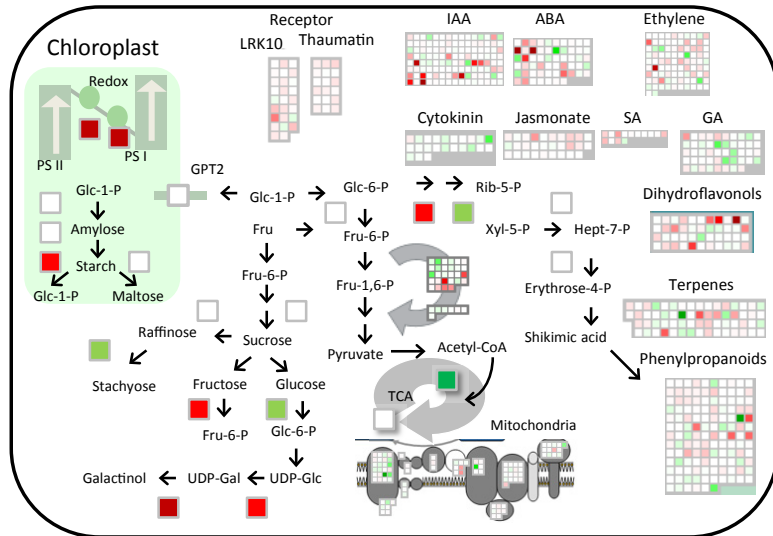 Receptor
LRK10
Thaumatin
IAA
ABA
Ethylene
Chloroplast
Redox
PS II
PS I
Cytokinin
Jasmonate
SA
GA
GPT2
Glc-1-P
Glc-1-P
Glc-6-P
Rib-5-P
Dihydroflavonols
Amylose
Fru
Fru-6-P
Xyl-5-P
Hept-7-P
Starch
Glc-1-P
Maltose
Fru-6-P
Fru-1,6-P
Erythrose-4-P
Terpenes
Raffinose
Sucrose
Pyruvate
Acetyl-CoA
Shikimic acid
Phenylpropanoids
Stachyose
Fructose
Glucose
TCA
Fru-6-P
Glc-6-P
Mitochondria
Galactinol
UDP-Gal
UDP-Glc